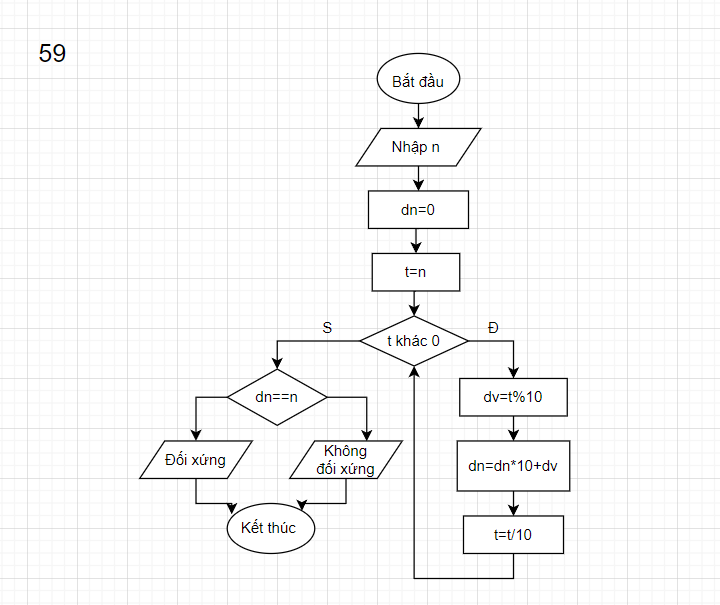 59
Bắt đầu
Nhập n
dn=0
t=n
t khác 0
S
Đ
dn==n
Đối xứng
Không
đối xứng
Kết thúc
dv=t%10
dn=dn*10+dv
t=t/10